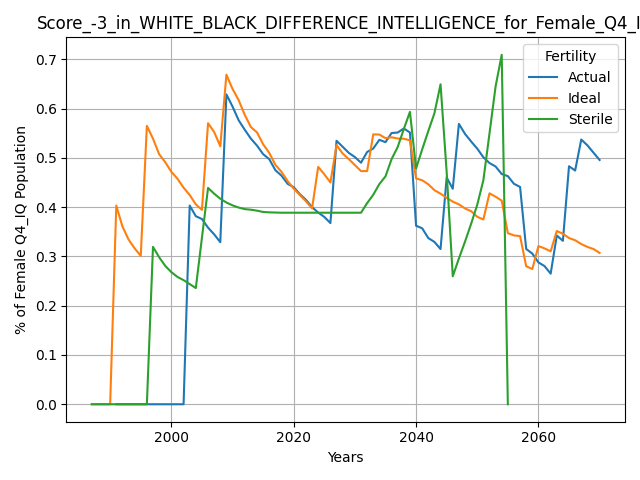 Score_-3_in_WHITE_BLACK_DIFFERENCE_INTELLIGENCE_for_Female_Q4_I
Fertility
Actual
Ideal
Sterile
% of Female Q4_IQ Population
0.7
0.6
0.5
0.4
0.3
0.2
0.1
0.0
2000
2020
2040
2060
Years